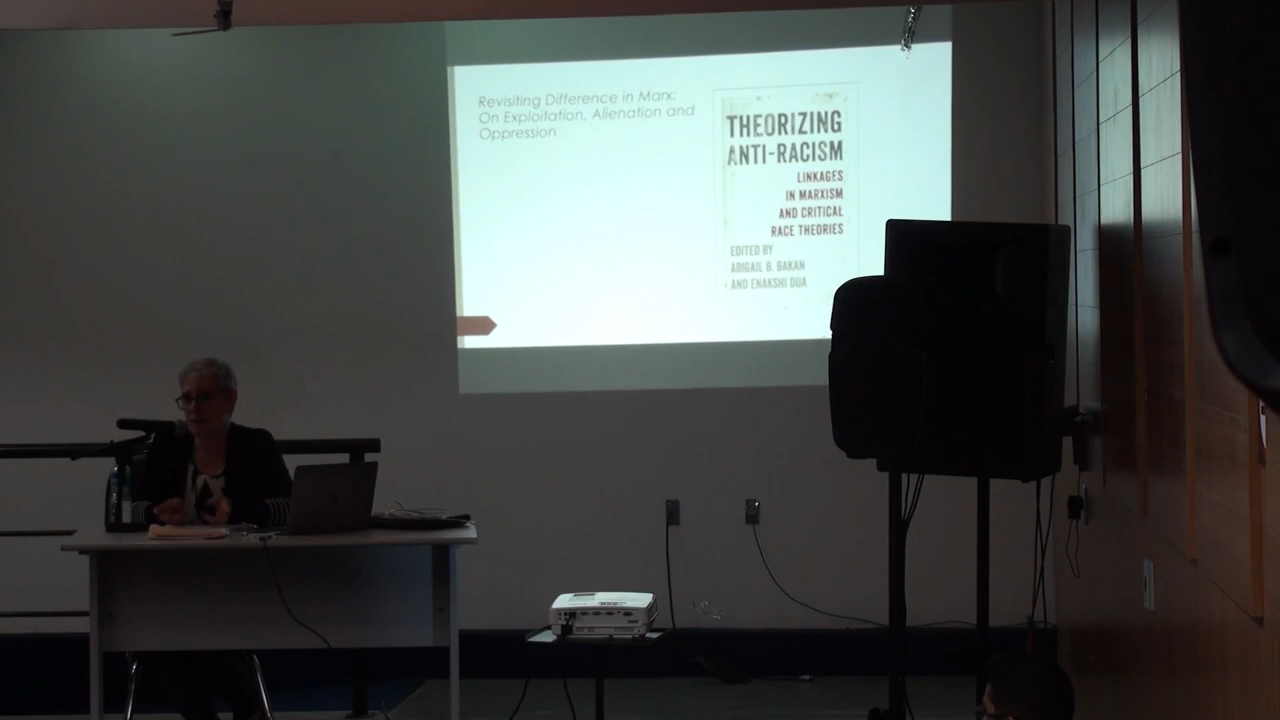 Revisiting Difference in Marx:
On Exploitation, Alienation and
Oppression
THEORIZING
ANTI-RACISM
LINKAGES
IN MARXISM
AND CRITICAL
RACE THEORIES
EDITED BY
ABIGAIL B. BAKAN
AND ENAKSHI DUA